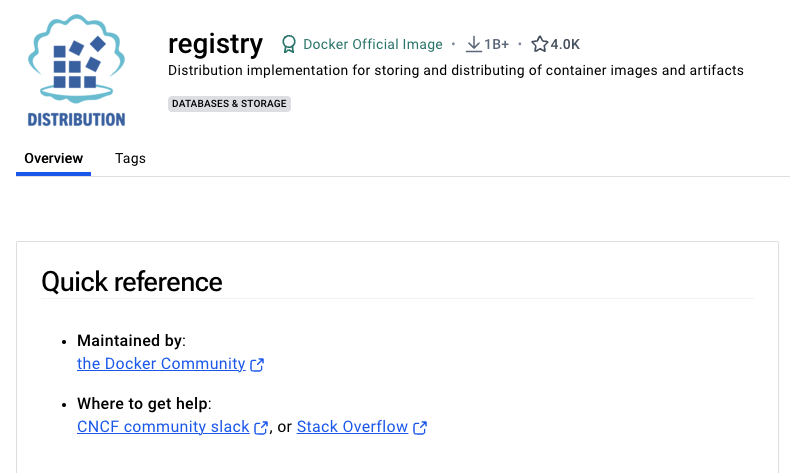 DISTRIBUTION
registry Docker Official Image · 1B+ · 4.0K
Distribution implementation for storing and distributing of container images and artifacts
DATABASES & STORAGE
Overview Tags
Quick reference
• Maintained by:
the Docker Community
• Where to get help:
CNCF community slack, or Stack Overflow